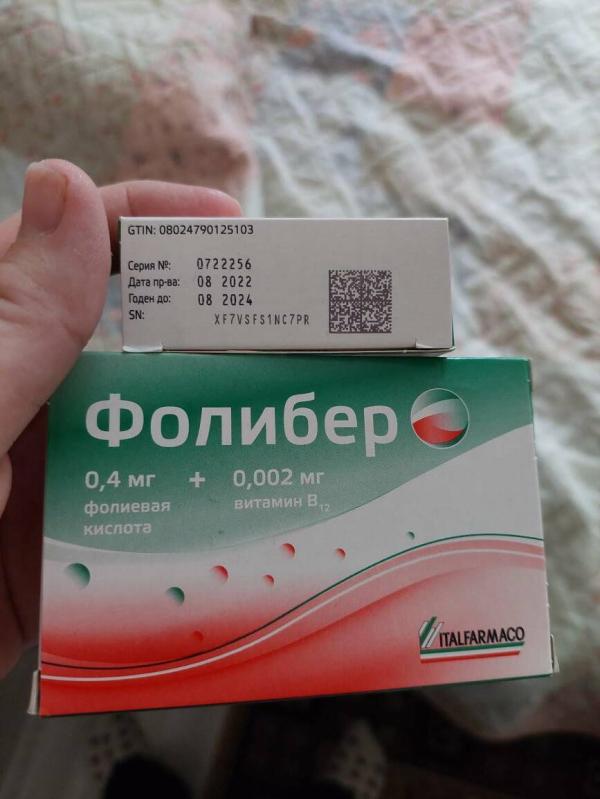 GTIN: 08024790125103
Серия №: 0722256
Дата пр-ва: 08 2022
Годен до: 08 2024
SN: XF7VSFS1NC7PR
Фолибер
0,4 мг + 0,002 мг
фолиевая витамин B12
кислота
ITALFARMACO